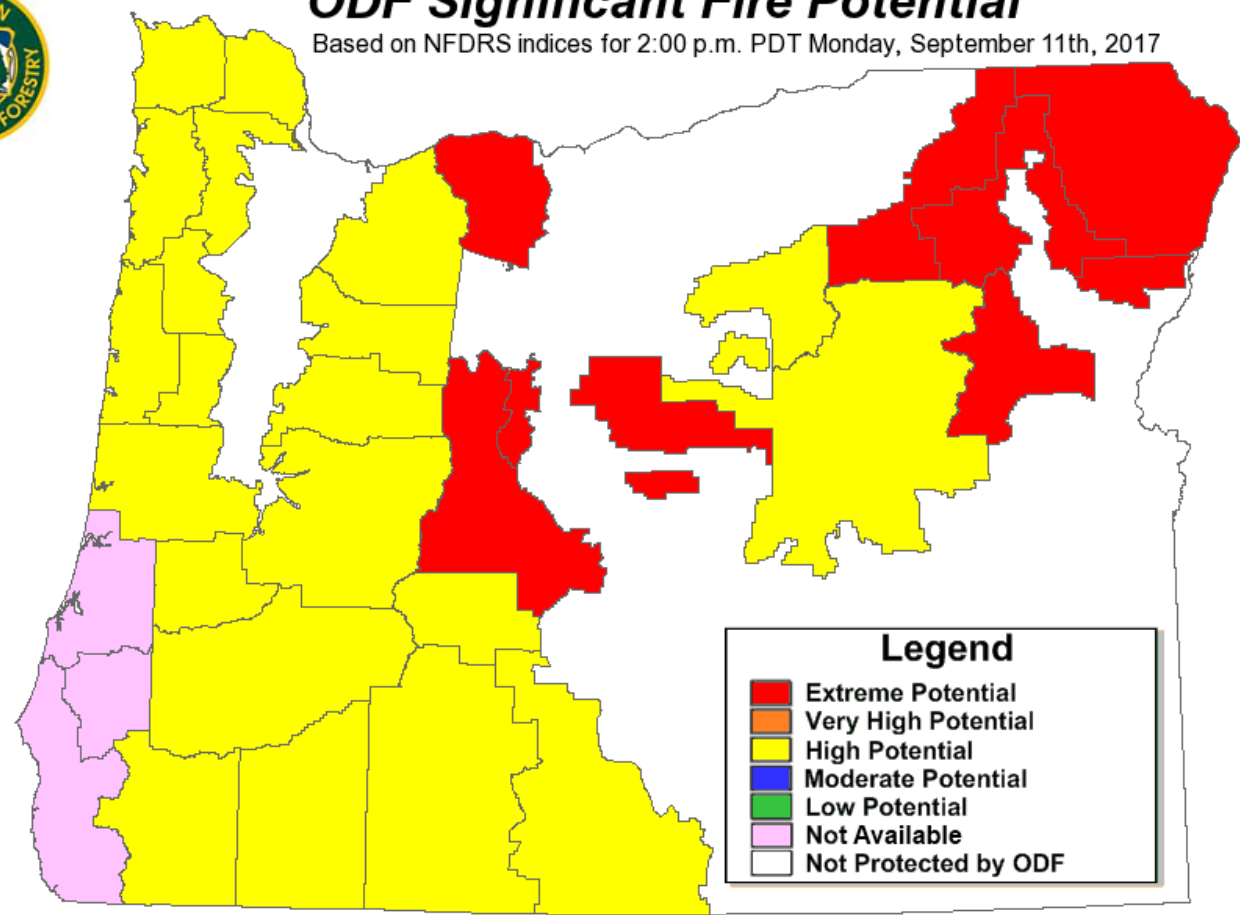 ODF Significant Fire Potential
Based on NFDRS indices for 2:00 p.m. PDT Monday, September 11th, 2017
FORESTRY
Legend
Extreme Potential
Very High Potential
High Potential
Moderate Potential
Low Potential
Not Available
Not Protected by ODF